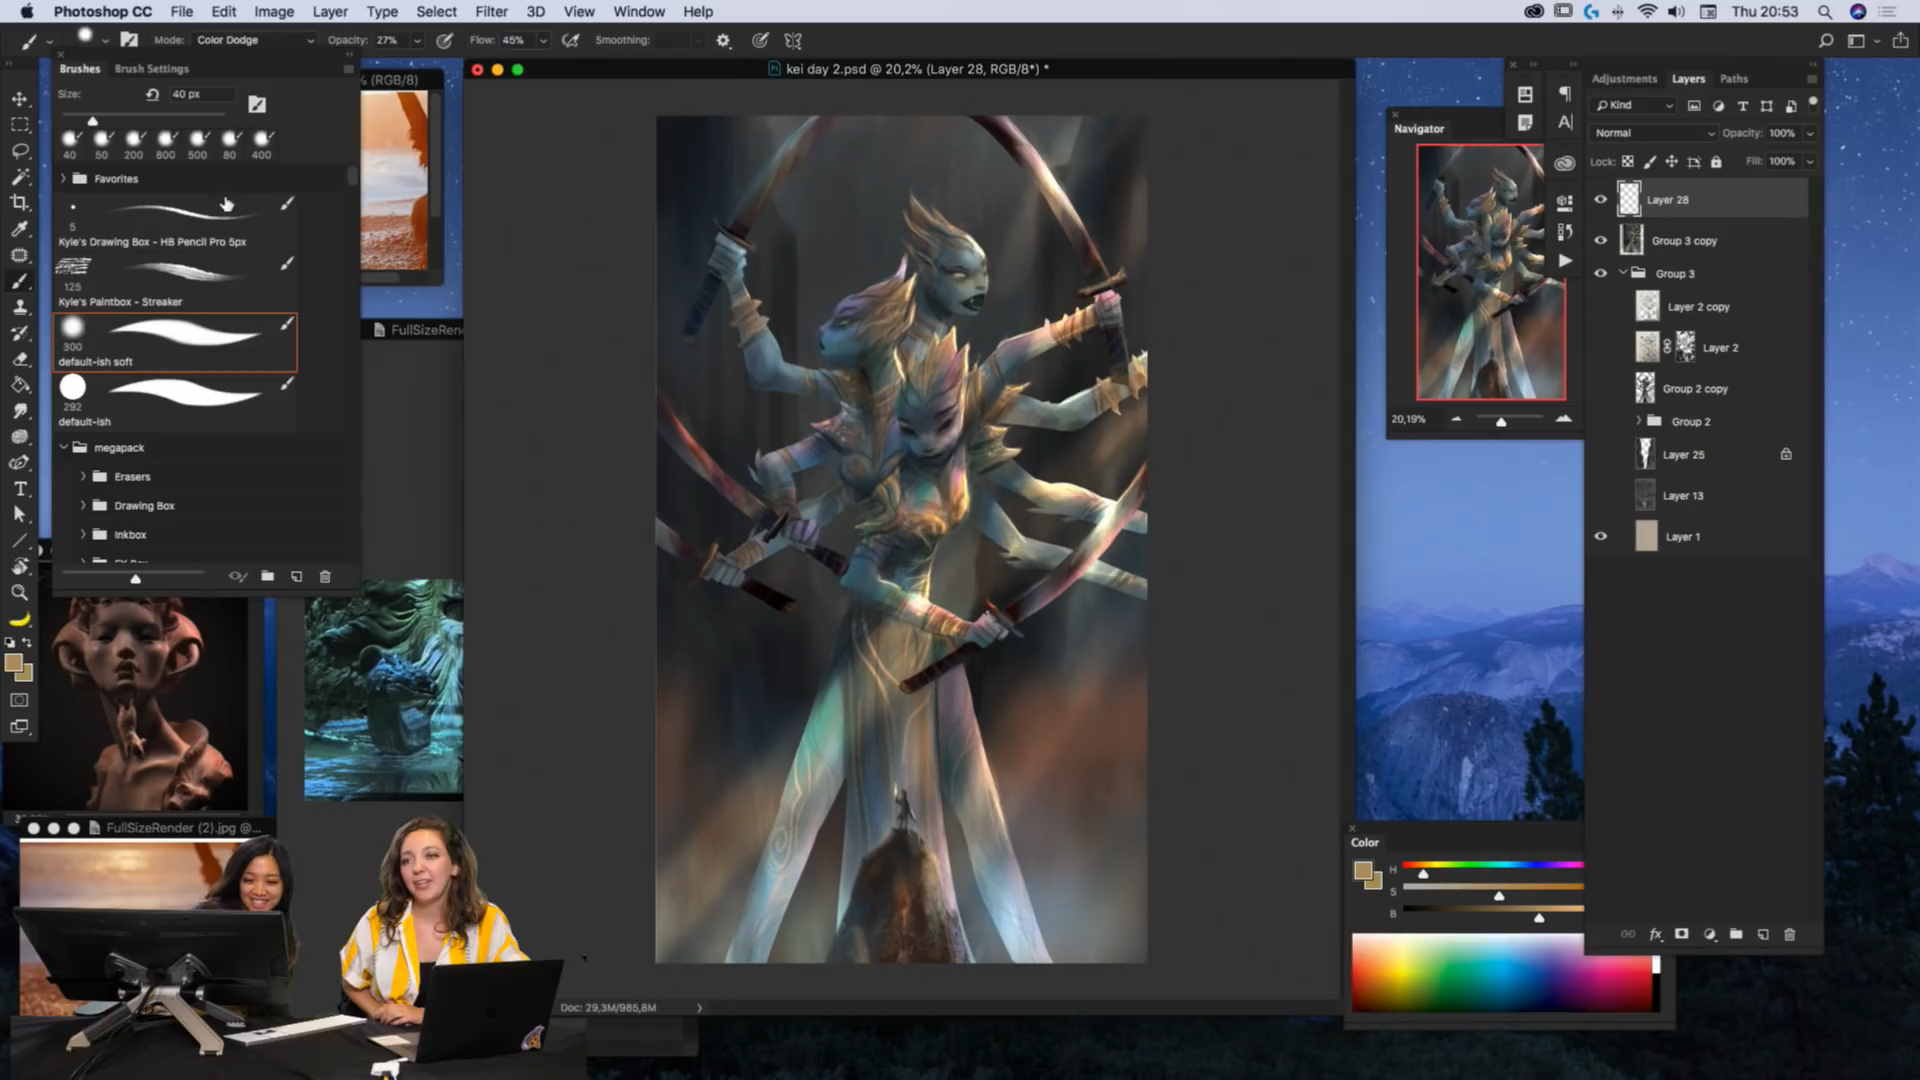 Photoshop CC File Edit Image Layer Type Select Filter 3D View Window Help
Thu 20:53
Mode: Color Dodge Opacity: 27% Flow: 45% Smoothing:
Brushes Brush Settings
Size: 40 px
40 50 200 800 500 80 400
Favorites
5
Kyle's Drawing Box - HB Pencil Pro 5px
125
Kyle's Paintbox - Streaker
300
default-ish soft
292
default-ish
megapack
Erasers
Drawing Box
Inkbox
% (RGB/8)
FullSizeRen
FullSizeRender (2).jpg @...
kei day 2.psd @ 20,2% (Layer 28, RGB/8*) *
Doc: 29,3M/985,8M
Navigator
20,19%
Color
H
S
B
Adjustments Layers Paths
Kind
Normal Opacity: 100%
Lock: Fill: 100%
Layer 28
Group 3 copy
Group 3
Layer 2 copy
Layer 2
Group 2 copy
Group 2
Layer 25
Layer 13
Layer 1
fx